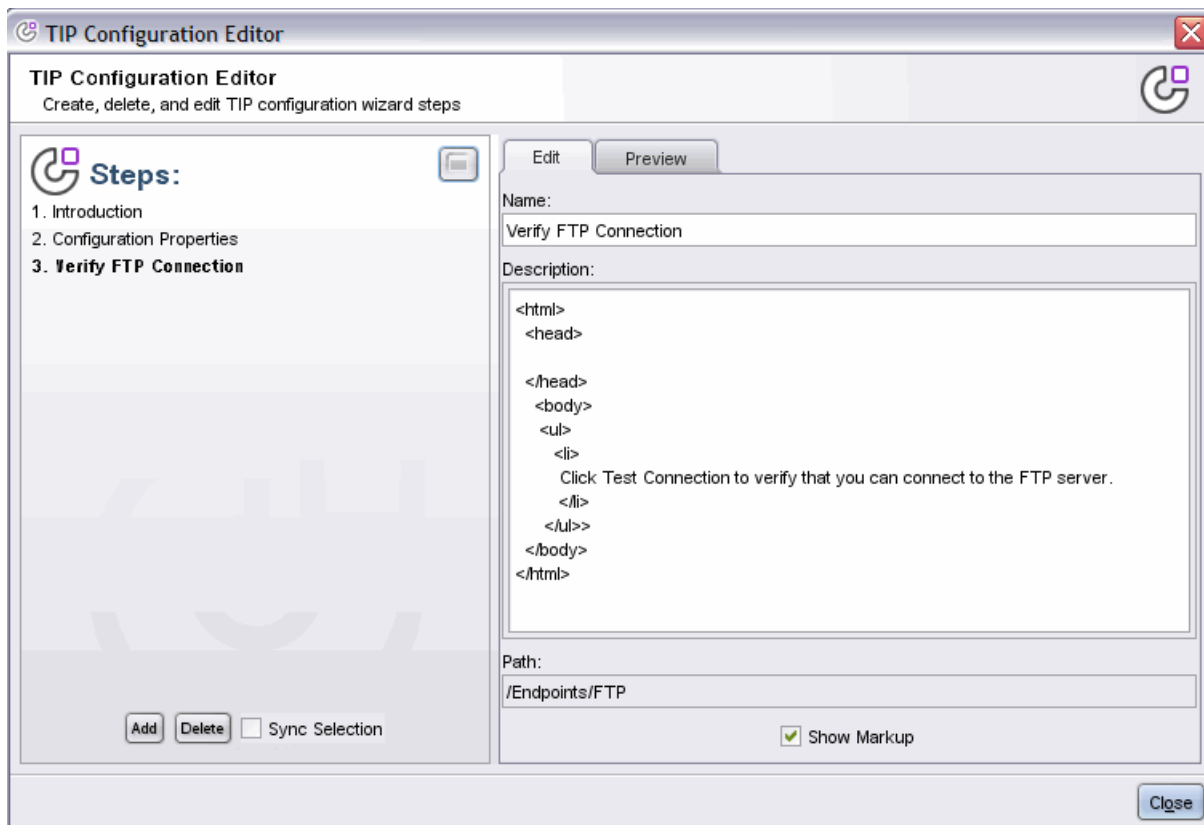 TIP Configuration Editor
TIP Configuration Editor
Create, delete, and edit TIP configuration wizard steps
Steps:
1. Introduction
2. Configuration Properties
3. Verify FTP Connection
Add Delete Sync Selection
Edit Preview
Name:
Verify FTP Connection
Description:
<html>
<head>
</head>
<body>
<ul>
<li>
Click Test Connection to verify that you can connect to the FTP server.
</li>
</ul>>
</body>
</html>
Path:
/Endpoints/FTP
Show Markup
Close